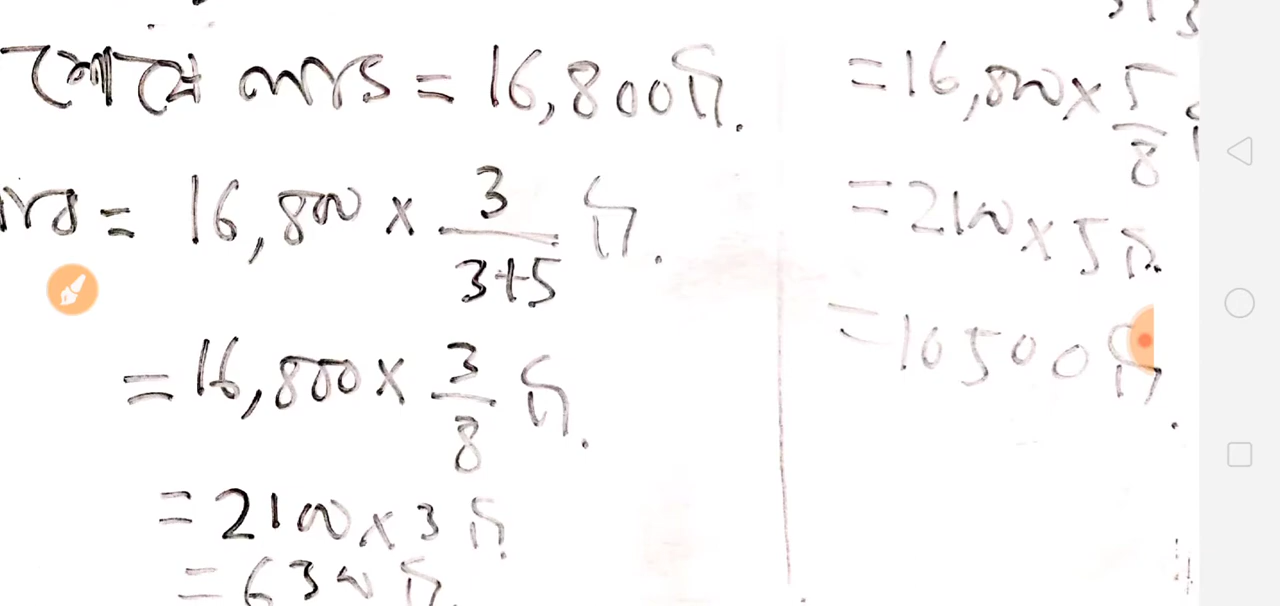 মোট লাভ = 16,800 টা.
লাভ = 16,800 × 3/3+5 টা.
= 16,800 × 3/8 টা.
= 2100 × 3 টা.
= 6300 টা.
= 16,800 × 5/8
= 2100 × 5 টা.
= 10500 টা.